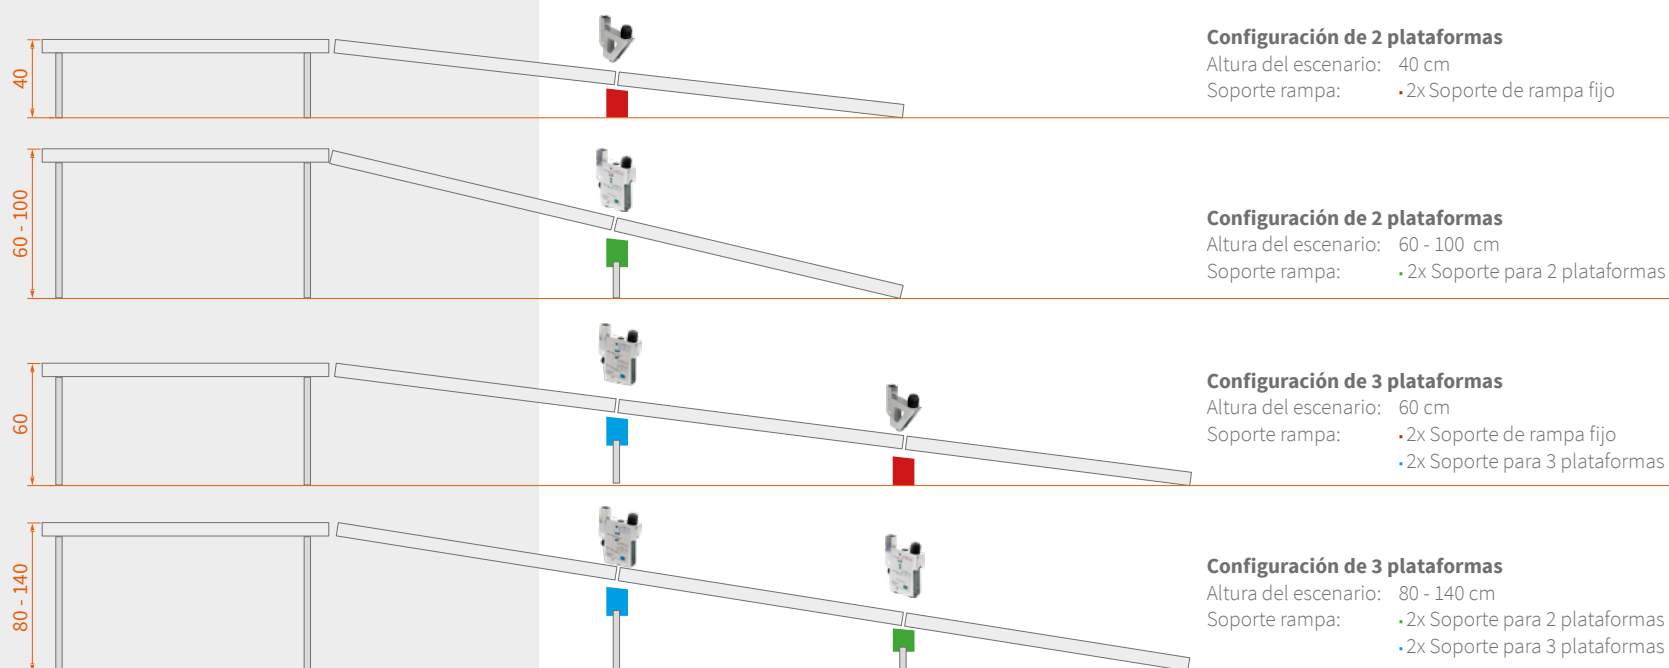 40
Configuración de 2 plataformas
Altura del escenario: 40 cm
Soporte rampa: • 2x Soporte de rampa fijo
60 - 100
Configuración de 2 plataformas
Altura del escenario: 60 - 100 cm
Soporte rampa: • 2x Soporte para 2 plataformas
60
Configuración de 3 plataformas
Altura del escenario: 60 cm
Soporte rampa: • 2x Soporte de rampa fijo
• 2x Soporte para 3 plataformas
80 - 140
Configuración de 3 plataformas
Altura del escenario: 80 - 140 cm
Soporte rampa: • 2x Soporte para 2 plataformas
• 2x Soporte para 3 plataformas